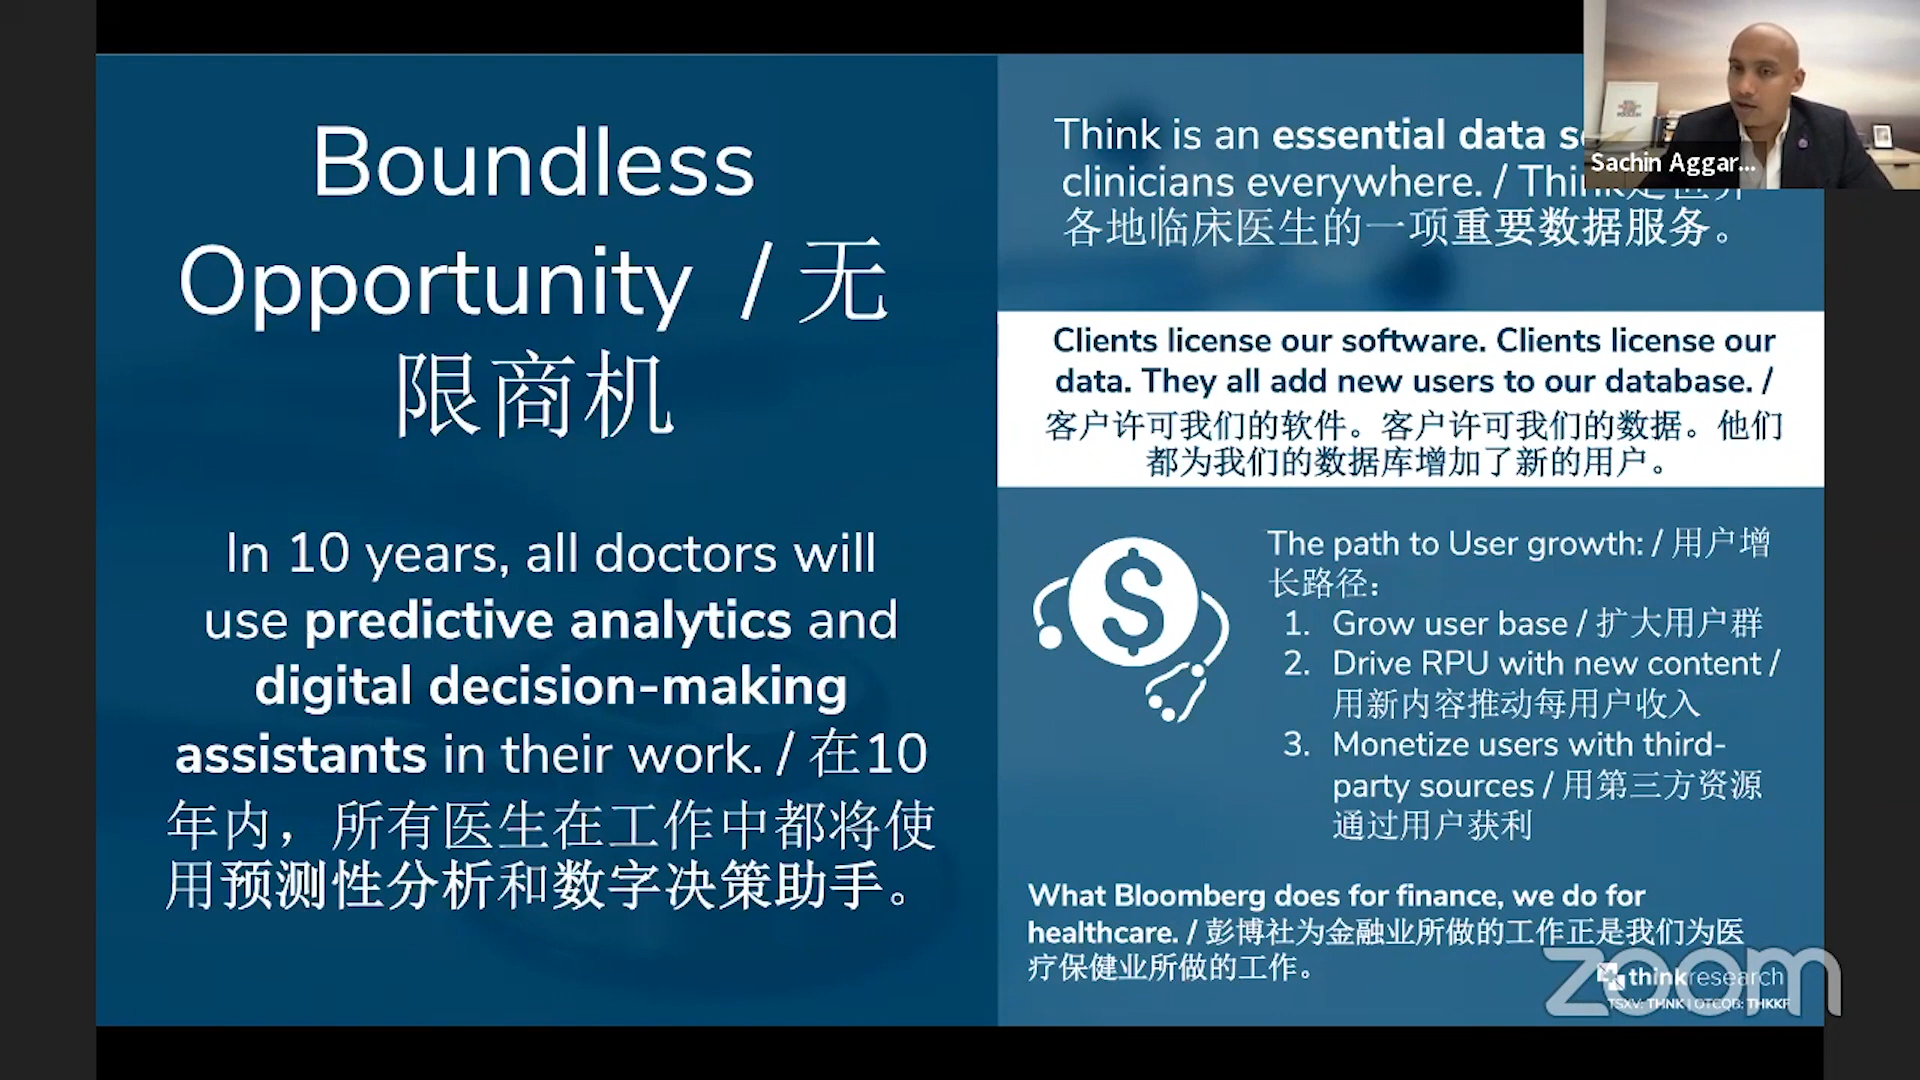 Boundless
Opportunity / 无
限商机
In 10 years, all doctors will
use predictive analytics and
digital decision-making
assistants in their work. / 在10
年内，所有医生在工作中都将使
用预测性分析和数字决策助手。
Think is an essential data
clinicians everywhere. /
各地临床医生的一项重要数据服务。
Clients license our software. Clients license our
data. They all add new users to our database. /
客户许可我们的软件。客户许可我们的数据。他们
都为我们的数据库增加了新的用户。
The path to User growth: / 用户增
长路径：
1. Grow user base / 扩大用户群
2. Drive RPU with new content /
用新内容推动每用户收入
3. Monetize users with third-
party sources / 用第三方资源
通过用户获利
What Bloomberg does for finance, we do for
healthcare. / 彭博社为金融业所做的工作正是我们为医
疗保健业所做的工作。
thinkresearch
TSXV: THNK | OTCQB: THKKF
zoom
Sachin Aggar...